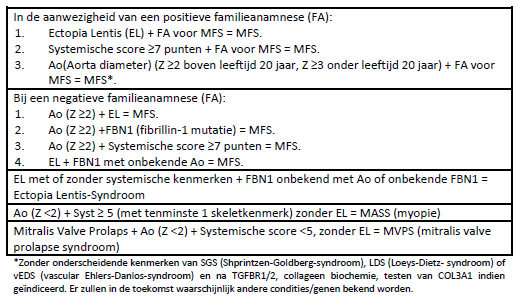 In de aanwezigheid van een positieve familieanamnese (FA):
1. Ectopia Lentis (EL) + FA voor MFS = MFS.
2. Systemische score ≥7 punten + FA voor MFS = MFS.
3. Ao(Aorta diameter) (Z ≥2 boven leeftijd 20 jaar, Z ≥3 onder leeftijd 20 jaar) + FA voor
MFS = MFS*.
Bij een negatieve familieanamnese (FA):
1. Ao (Z ≥2) + EL = MFS.
2. Ao (Z ≥2) +FBN1 (fibrillin-1 mutatie) = MFS.
3. Ao (Z ≥2) + Systemische score ≥7 punten = MFS.
4. EL + FBN1 met onbekende Ao = MFS.
EL met of zonder systemische kenmerken + FBN1 onbekend met Ao of onbekende FBN1 =
Ectopia Lentis-Syndroom
Ao (Z <2) + Syst ≥ 5 (met tenminste 1 skeletkenmerk) zonder EL = MASS (myopie)
Mitralis Valve Prolaps + Ao (Z <2) + Systemische score <5, zonder EL = MVPS (mitralis valve
prolapse syndroom)
*Zonder onderscheidende kenmerken van SGS (Shprintzen-Goldberg-syndroom), LDS (Loeys-Dietz- syndroom) of
vEDS (vascular Ehlers-Danlos-syndroom) en na TGFBR1/2, collageen biochemie, testen van COL3A1 indien
geïndiceerd. Er zullen in de toekomst waarschijnlijk andere condities/genen bekend worden.